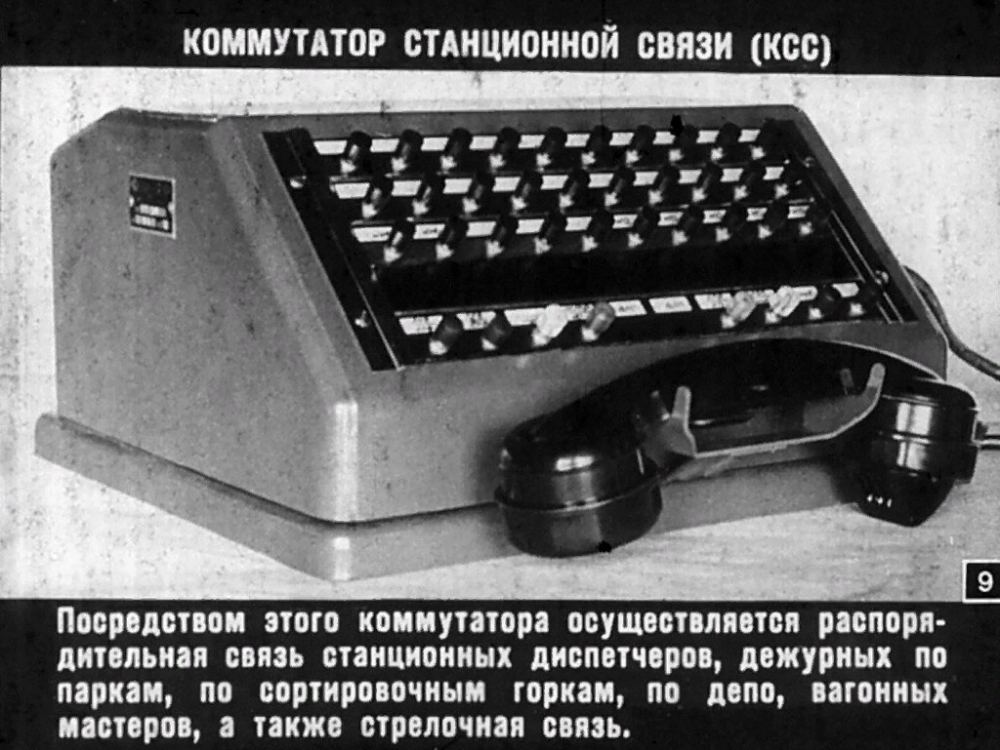 КОММУТАТОР СТАНЦИОННОЙ СВЯЗИ (КСС)
9
Посредством этого коммутатора осуществляется распоря-
дительная связь станционных диспетчеров, дежурных по
паркам, по сортировочным горкам, по депо, вагонных
мастеров, а также стрелочная связь.